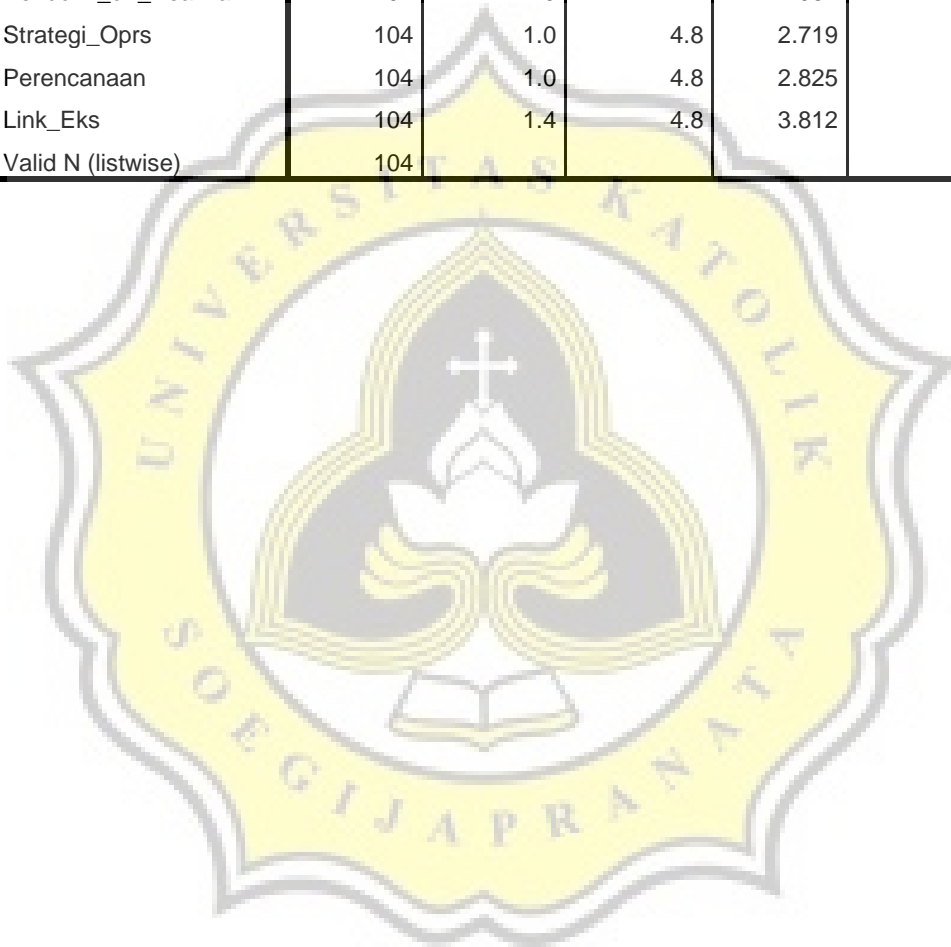 Strategi_Oprs 104 1.0 4.8 2.719
Perencanaan 104 1.0 4.8 2.825
Link_Eks 104 1.4 4.8 3.812
Valid N (listwise) 104
UNIVERSITAS KATOLIK
SOEGIJAPRANATA